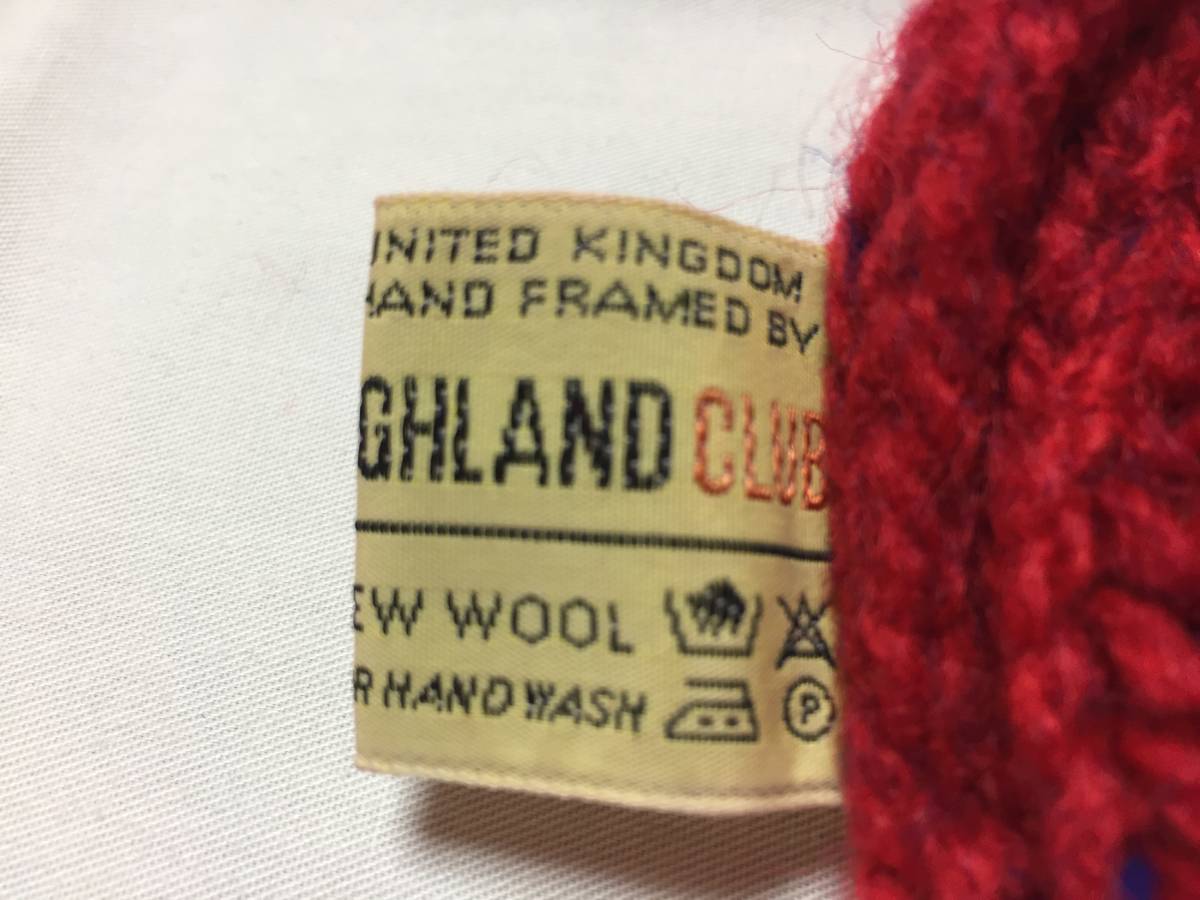 UNITED KINGDOM
HAND FRAMED BY
GHLAND CLUB
EW WOOL
R HAND WASH
P